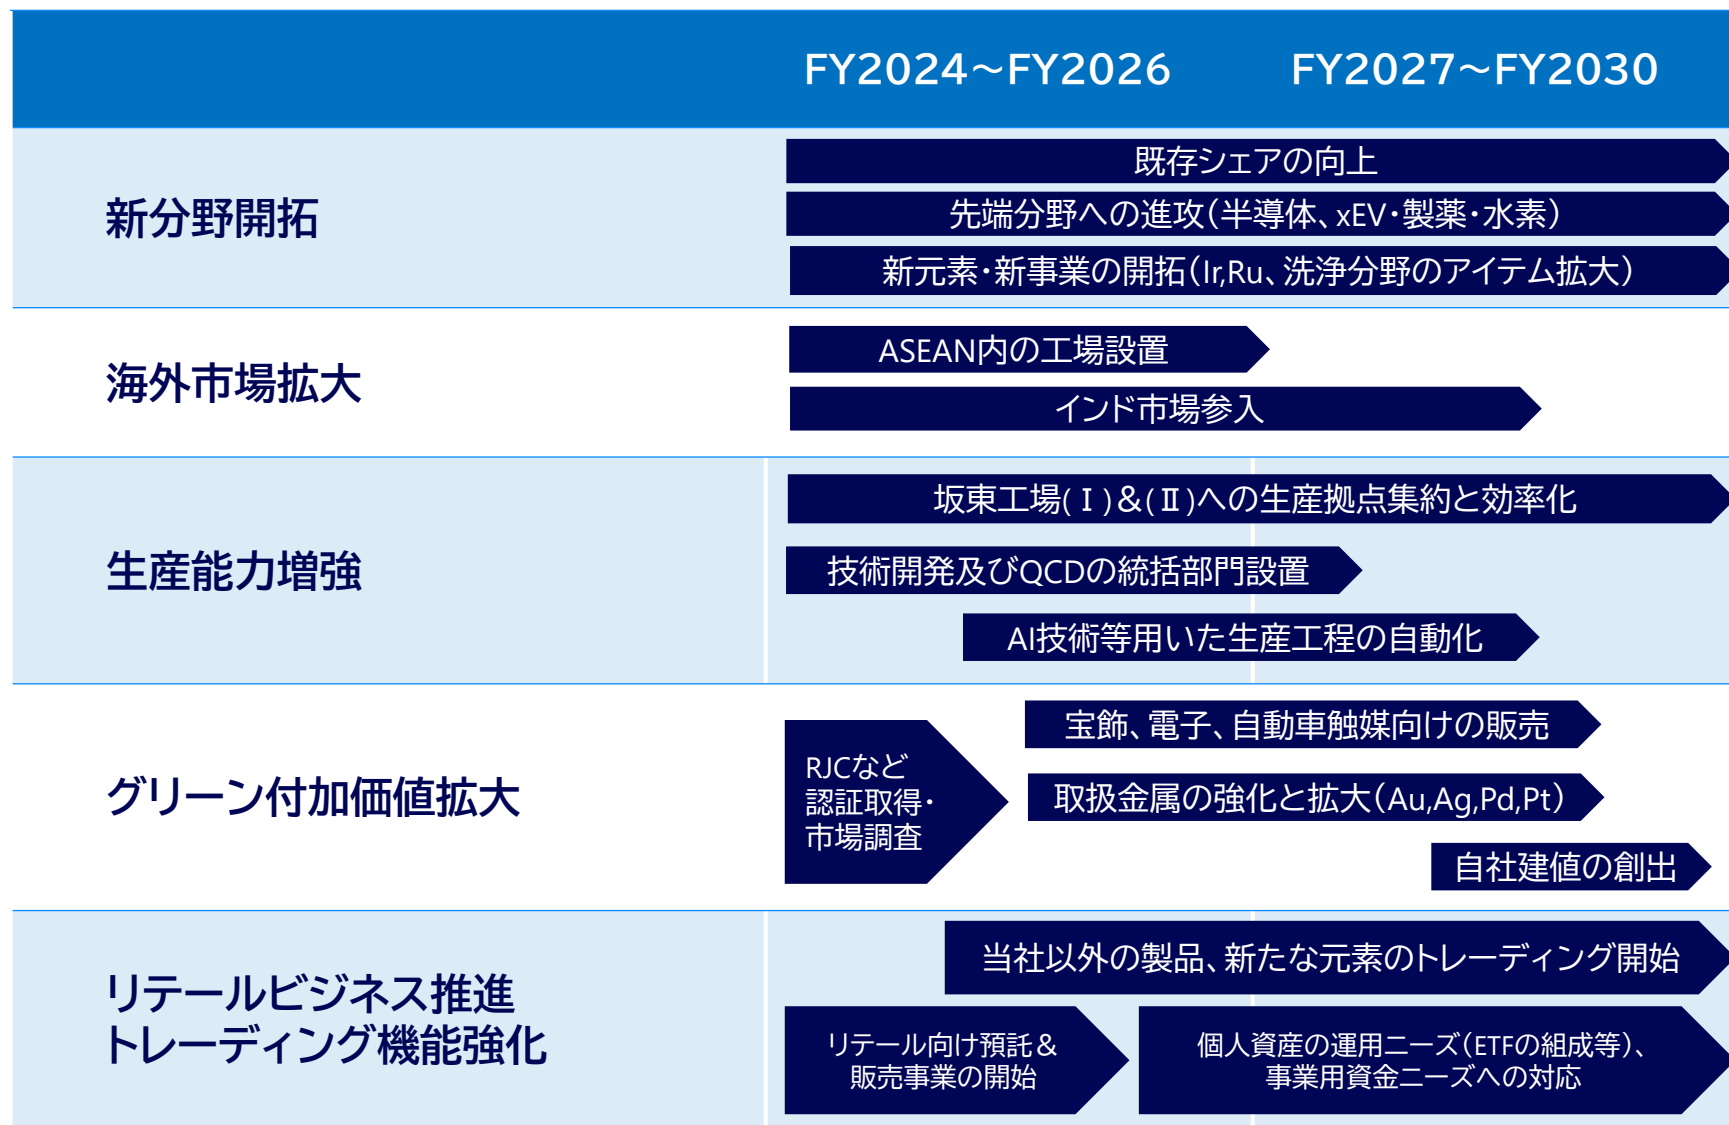 FY2024～FY2026
FY2027～FY2030
新分野開拓
既存シェアの向上
先端分野への進攻（半導体、xEV・製薬・水素）
新元素・新事業の開拓（Ir,Ru、洗浄分野のアイテム拡大）
海外市場拡大
ASEAN内の工場設置
インド市場参入
生産能力増強
坂東工場(Ⅰ)＆(Ⅱ)への生産拠点集約と効率化
技術開発及びQCDの統括部門設置
AI技術等用いた生産工程の自動化
グリーン付加価値拡大
RJCなど
認証取得・
市場調査
宝飾、電子、自動車触媒向けの販売
取扱金属の強化と拡大（Au,Ag,Pd,Pt）
自社建値の創出
リテールビジネス推進
トレーディング機能強化
当社以外の製品、新たな元素のトレーディング開始
リテール向け預託＆
販売事業の開始
個人資産の運用ニーズ（ETFの組成等）、
事業用資金ニーズへの対応